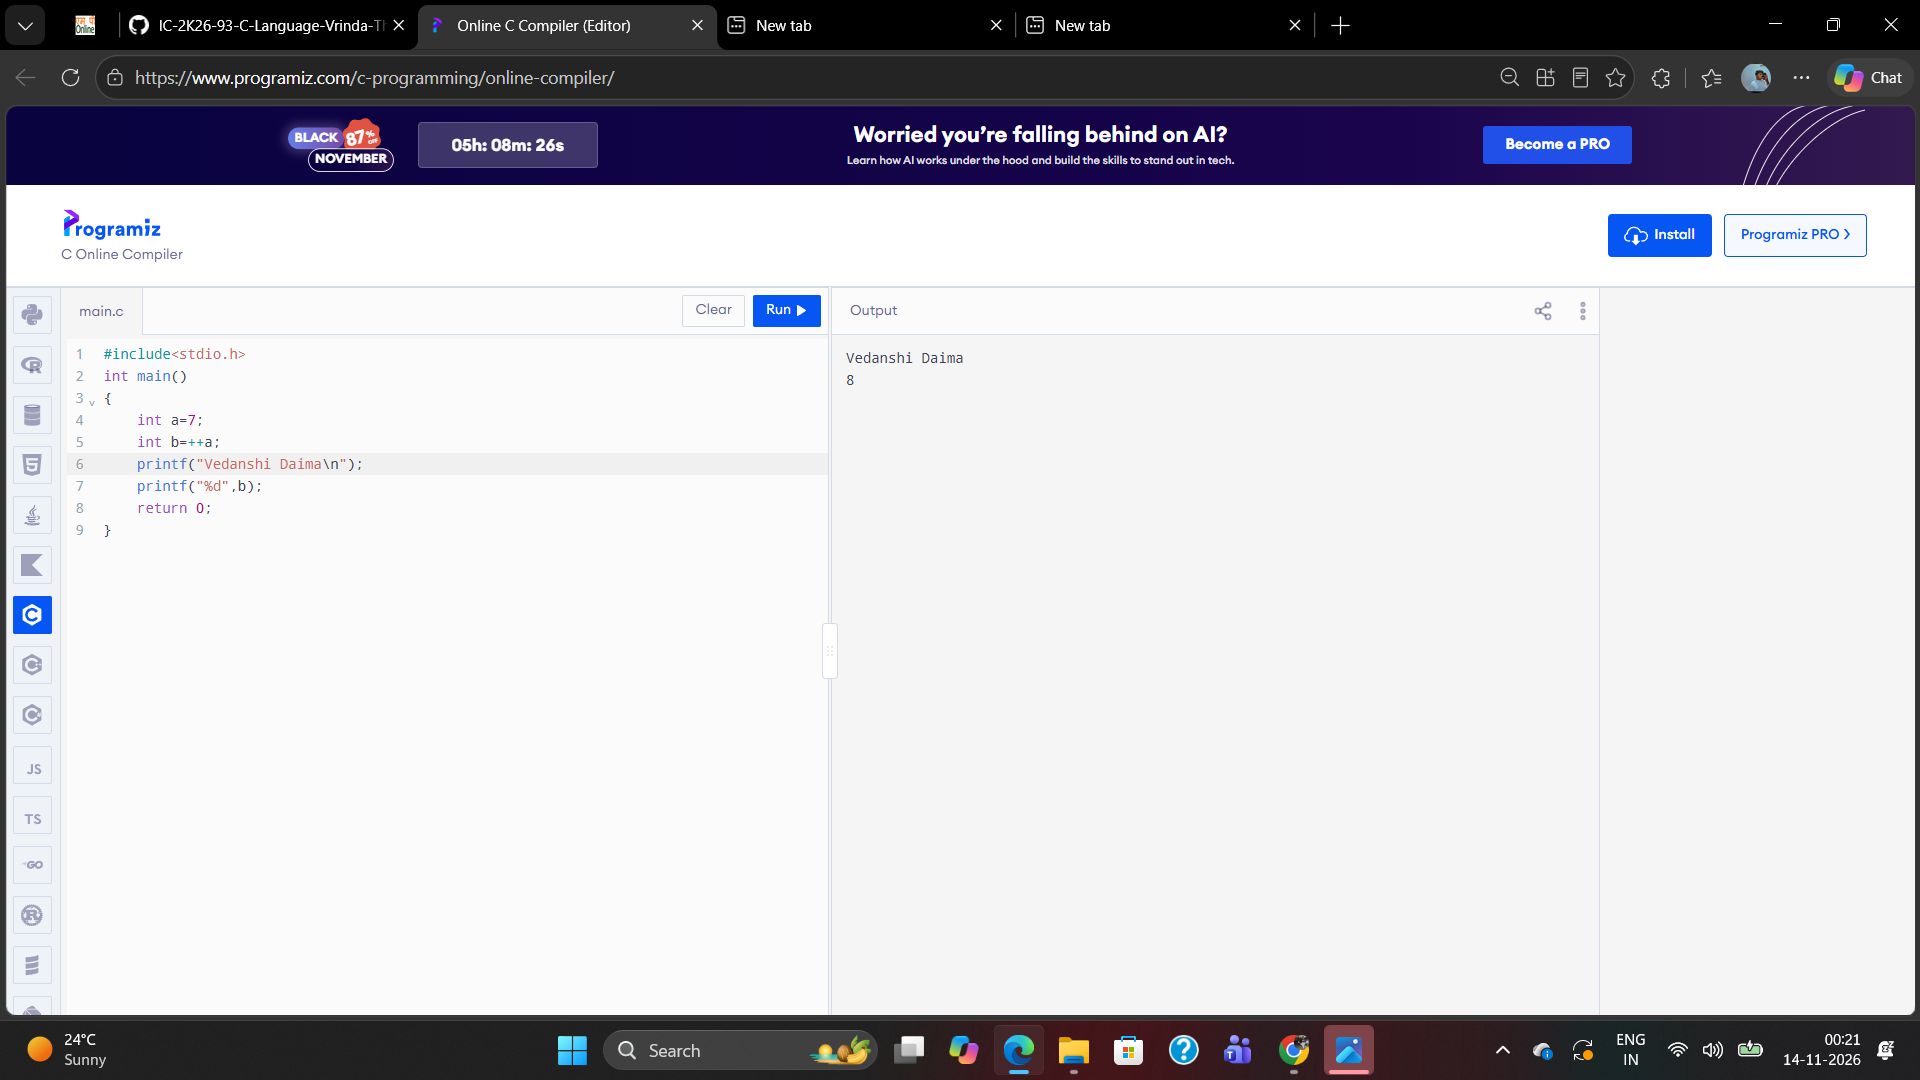 IC-2K26-93-C-Language-Vrinda-Th
Online C Compiler (Editor)
New tab
New tab
https://www.programiz.com/c-programming/online-compiler/
Chat
BLACK 87% OFF
NOVEMBER
05h: 08m: 26s
Worried you’re falling behind on AI?
Learn how AI works under the hood and build the skills to stand out in tech.
Become a PRO
Programiz
C Online Compiler
Install
Programiz PRO >
main.c
Clear
Run
Output
1 #include<stdio.h>
2 int main()
3 {
4     int a=7;
5     int b=++a;
6     printf("Vedanshi Daima\n");
7     printf("%d",b);
8     return 0;
9 }
Vedanshi Daima
8
JS
TS
GO
24°C
Sunny
Search
ENG
IN
00:21
14-11-2026